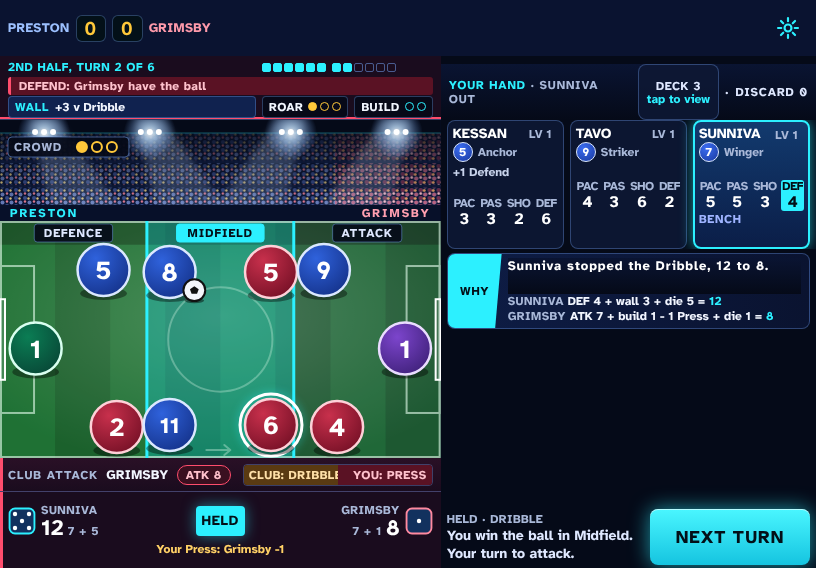 PRESTON 0 0 GRIMSBY
2ND HALF, TURN 2 OF 6
DEFEND: Grimsby have the ball
WALL +3 v Dribble
ROAR
BUILD
CROWD
PRESTON
GRIMSBY
DEFENCE
MIDFIELD
ATTACK
5
8
5
9
1
1
2
11
6
4
CLUB ATTACK GRIMSBY ATK 8
CLUB: DRIBBLE
YOU: PRESS
SUNNIVA
12 7 + 5
HELD
GRIMSBY
7 + 1 8
Your Press: Grimsby -1
YOUR HAND · SUNNIVA OUT
DECK 3
tap to view
· DISCARD 0
KESSAN LV 1
5 Anchor
+1 Defend
PAC PAS SHO DEF
3 3 2 6
TAVO LV 1
9 Striker
PAC PAS SHO DEF
4 3 6 2
SUNNIVA LV 1
7 Winger
PAC PAS SHO DEF
5 5 3 4
BENCH
WHY
Sunniva stopped the Dribble, 12 to 8.
SUNNIVA DEF 4 + wall 3 + die 5 = 12
GRIMSBY ATK 7 + build 1 - 1 Press + die 1 = 8
HELD · DRIBBLE
You win the ball in Midfield.
Your turn to attack.
NEXT TURN